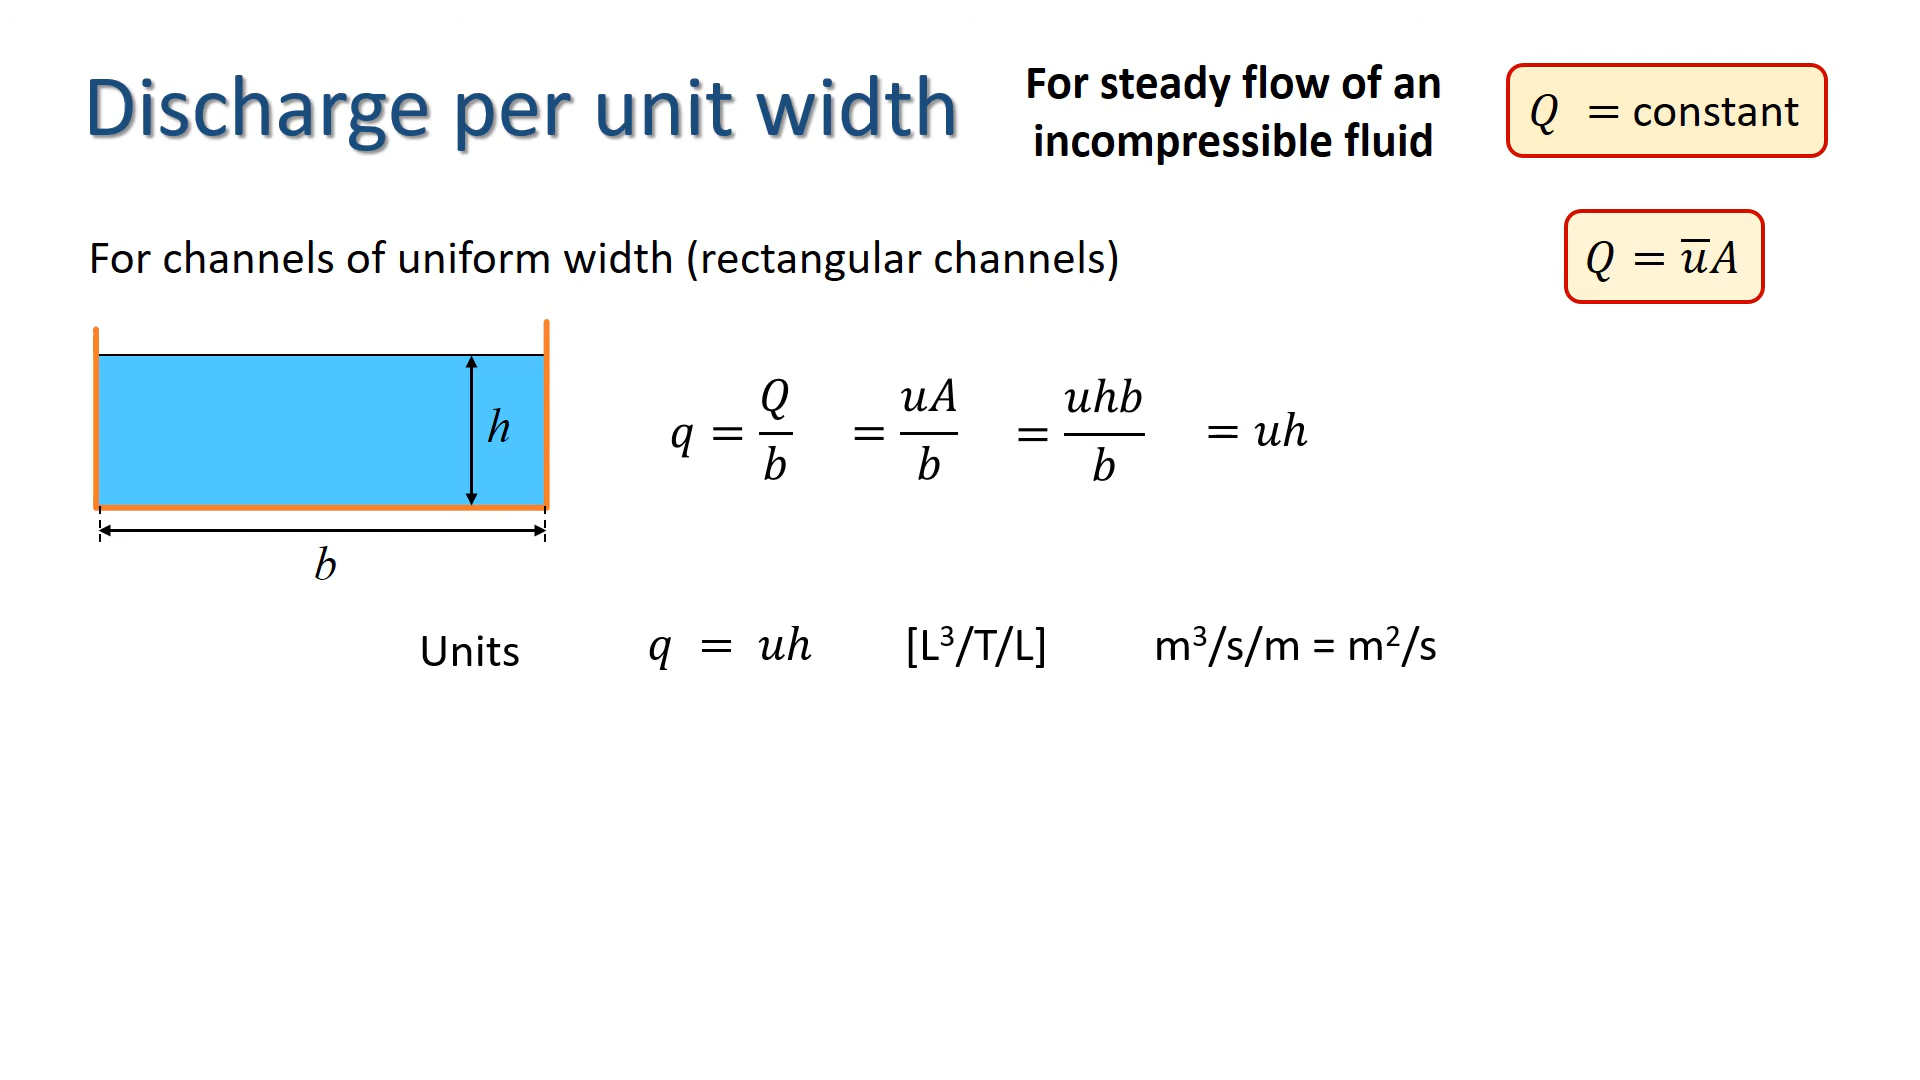 Discharge per unit width
For steady flow of an
incompressible fluid
Q = constant
For channels of uniform width (rectangular channels)
Q = u̅A
h
b
q = Q/b = uA/b = uhb/b = uh
Units q = uh [L³/T/L] m³/s/m = m²/s